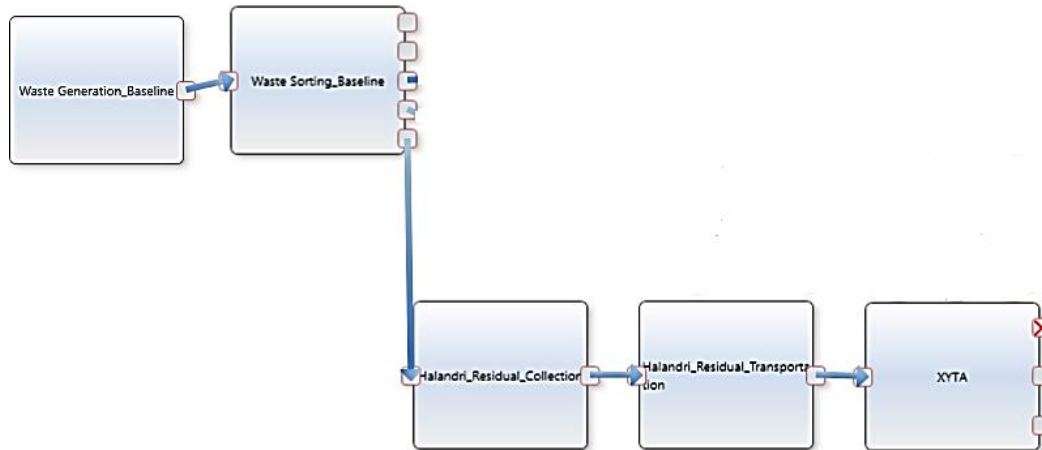 Waste Generation_Baseline
Waste Sorting_Baseline
Halandri_Residual_Collection
Halandri_Residual_Transporta
tion
XYTA